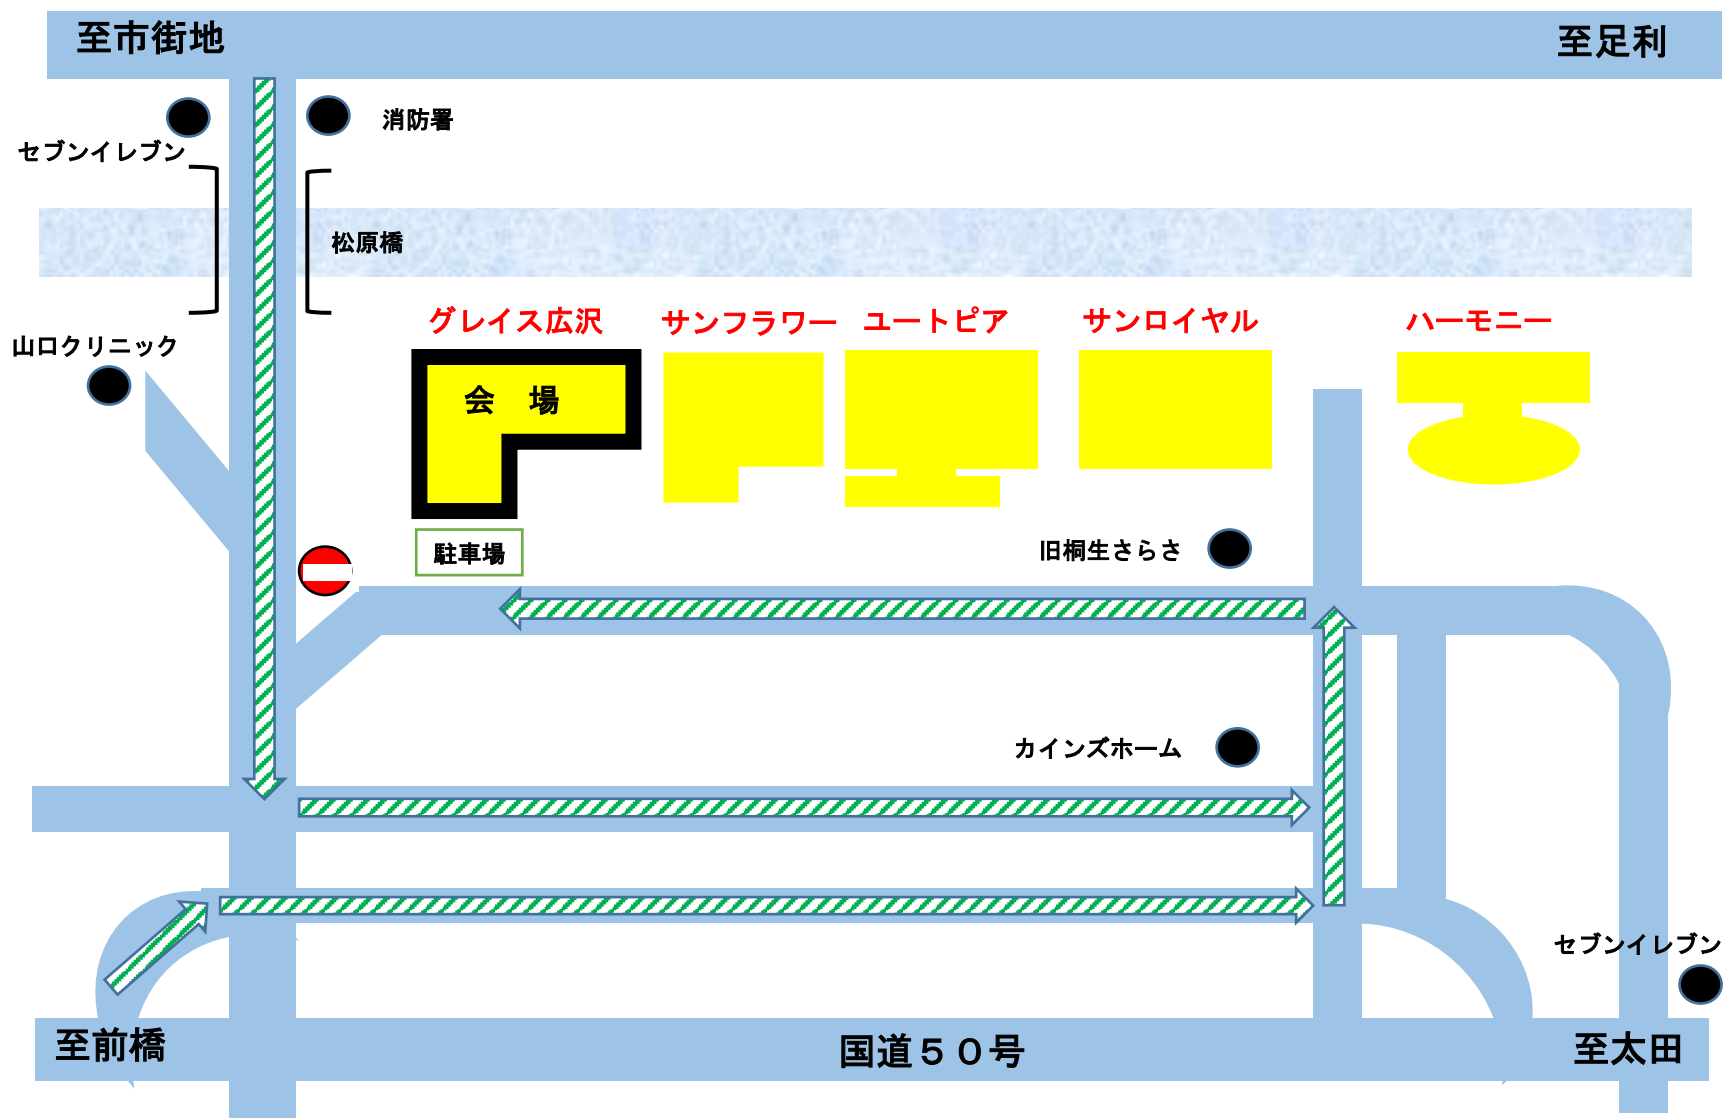 至市街地
至足利
消防署
セブンイレブン
松原橋
グレイス広沢
サンフラワー
ユートピア
サンロイヤル
ハーモニー
山口クリニック
会　場
駐車場
旧桐生さらさ
カインズホーム
セブンイレブン
至前橋
国道５０号
至太田